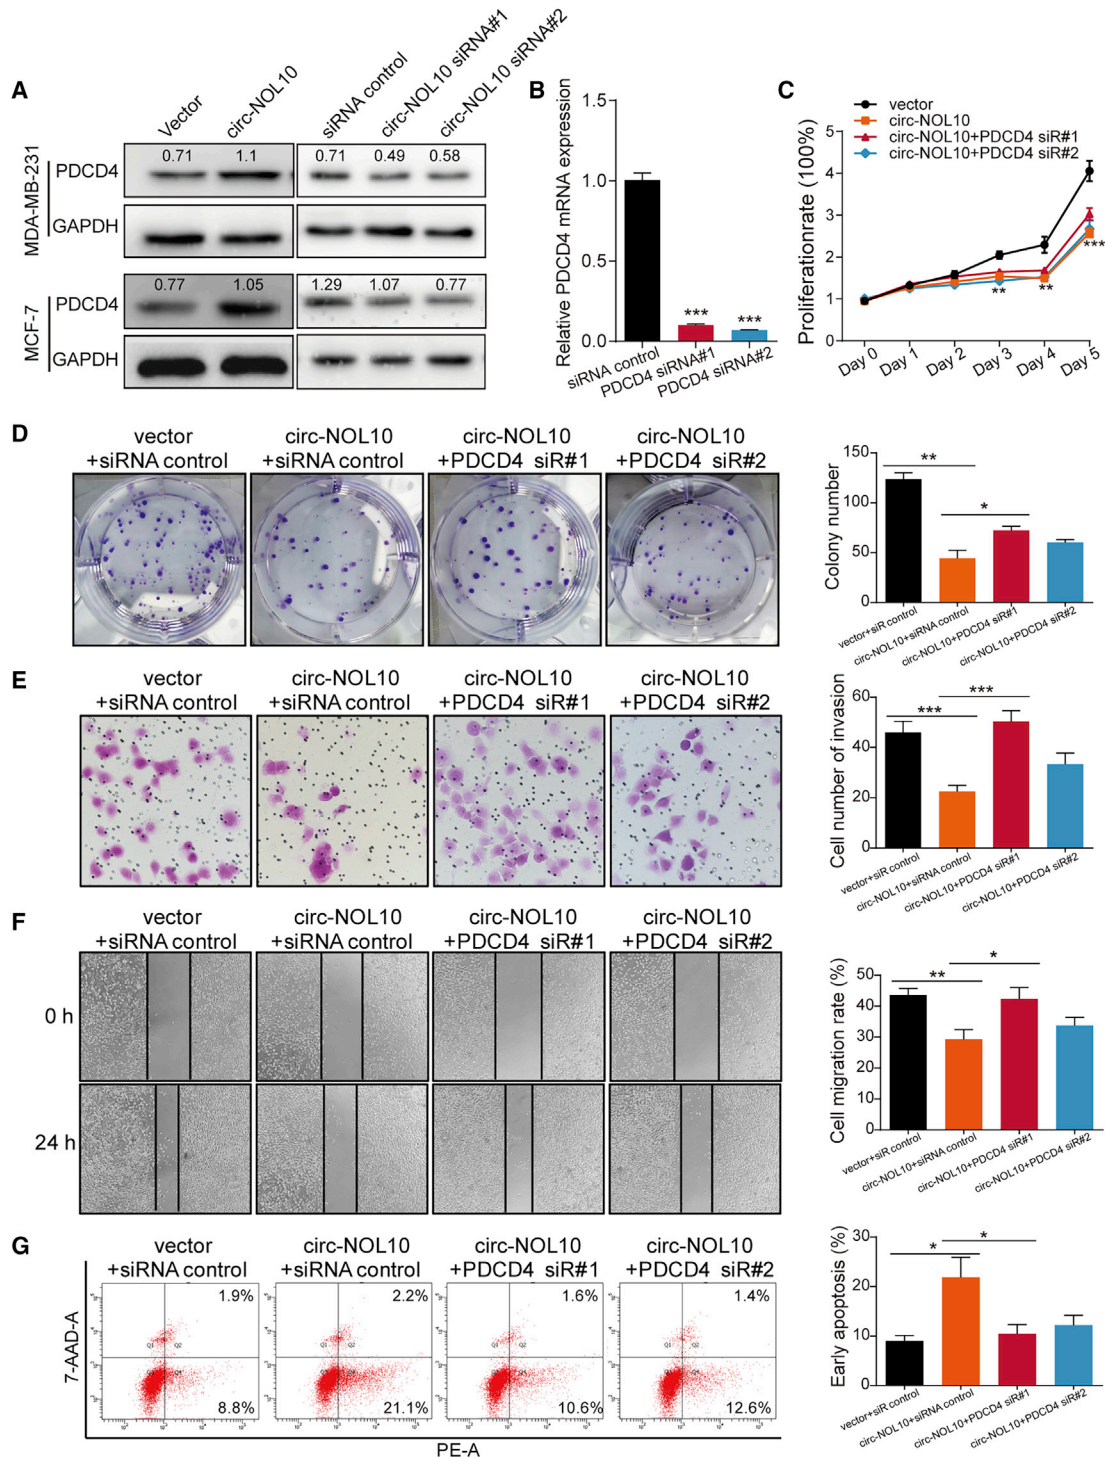 A
Vector
circ-NOL10
siRNA control
circ-NOL10 siRNA#1
circ-NOL10 siRNA#2
MDA-MB-231
PDCD4
0.71
1.1
0.71
0.49
0.58
GAPDH
MCF-7
PDCD4
0.77
1.05
1.29
1.07
0.77
GAPDH
B
Relative PDCD4 mRNA expression
1.5
1.0
0.5
0.0
***
***
siRNA control
PDCD4 siRNA#1
PDCD4 siRNA#2
C
vector
circ-NOL10
circ-NOL10+PDCD4 siR#1
circ-NOL10+PDCD4 siR#2
Proliferationrate (100%)
5
4
3
2
1
0
**
**
***
Day 0
Day 1
Day 2
Day 3
Day 4
Day 5
D
vector
+siRNA control
circ-NOL10
+siRNA control
circ-NOL10
+PDCD4 siR#1
circ-NOL10
+PDCD4 siR#2
Colony number
150
100
50
0
**
*
vector+siR control
circ-NOL10+siRNA control
circ-NOL10+PDCD4 siR#1
circ-NOL10+PDCD4 siR#2
E
vector
+siRNA control
circ-NOL10
+siRNA control
circ-NOL10
+PDCD4 siR#1
circ-NOL10
+PDCD4 siR#2
Cell number of invasion
60
40
20
0
***
***
vector+siR control
circ-NOL10+siRNA control
circ-NOL10+PDCD4 siR#1
circ-NOL10+PDCD4 siR#2
F
vector
+siRNA control
circ-NOL10
+siRNA control
circ-NOL10
+PDCD4 siR#1
circ-NOL10
+PDCD4 siR#2
0 h
24 h
Cell migration rate (%)
50
40
30
20
10
0
**
*
vector+siR control
circ-NOL10+siRNA control
circ-NOL10+PDCD4 siR#1
circ-NOL10+PDCD4 siR#2
G
vector
+siRNA control
circ-NOL10
+siRNA control
circ-NOL10
+PDCD4 siR#1
circ-NOL10
+PDCD4 siR#2
7-AAD-A
1.9%
Q1
Q2
8.8%
2.2%
Q1
Q2
21.1%
1.6%
Q1
Q2
10.6%
1.4%
Q1
Q2
12.6%
PE-A
Early apoptosis (%)
30
20
10
0
*
*
vector+siR control
circ-NOL10+siRNA control
circ-NOL10+PDCD4 siR#1
circ-NOL10+PDCD4 siR#2